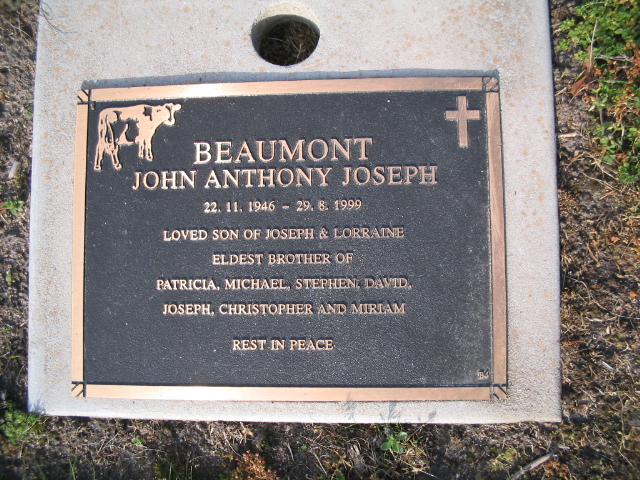 BEAUMONT
JOHN ANTHONY JOSEPH
22. 11. 1946 - 29. 8. 1999
LOVED SON OF JOSEPH & LORRAINE
ELDEST BROTHER OF
PATRICIA, MICHAEL, STEPHEN, DAVID,
JOSEPH, CHRISTOPHER AND MIRIAM
REST IN PEACE